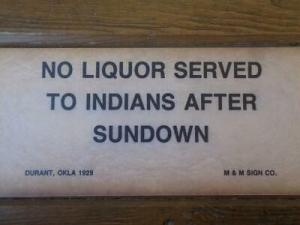 NO LIQUOR SERVED
TO INDIANS AFTER
SUNDOWN
DURANT, OKLA 1929 M & M SIGN CO.